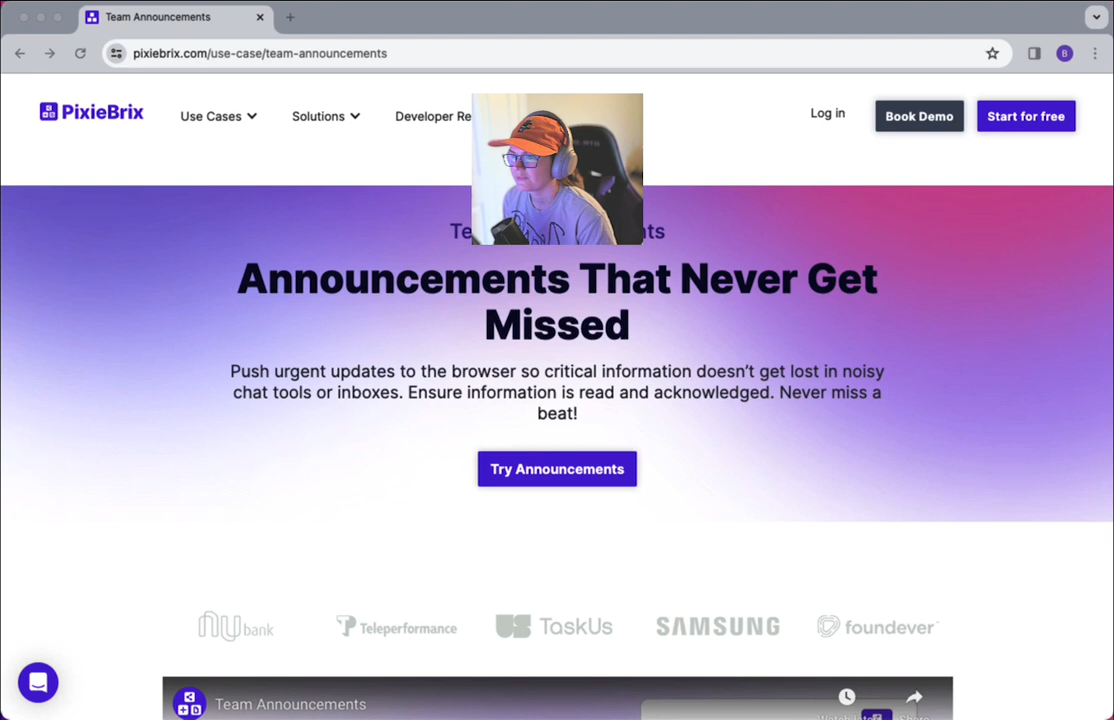 Team Announcements
pixiebrix.com/use-case/team-announcements
B
PixieBrix
Use Cases
Solutions
Developer
Log in
Book Demo
Start for free
Announcements That Never Get
Missed
Push urgent updates to the browser so critical information doesn’t get lost in noisy
chat tools or inboxes. Ensure information is read and acknowledged. Never miss a
beat!
Try Announcements
nubank
Teleperformance
TaskUs
SAMSUNG
foundever
Team Announcements